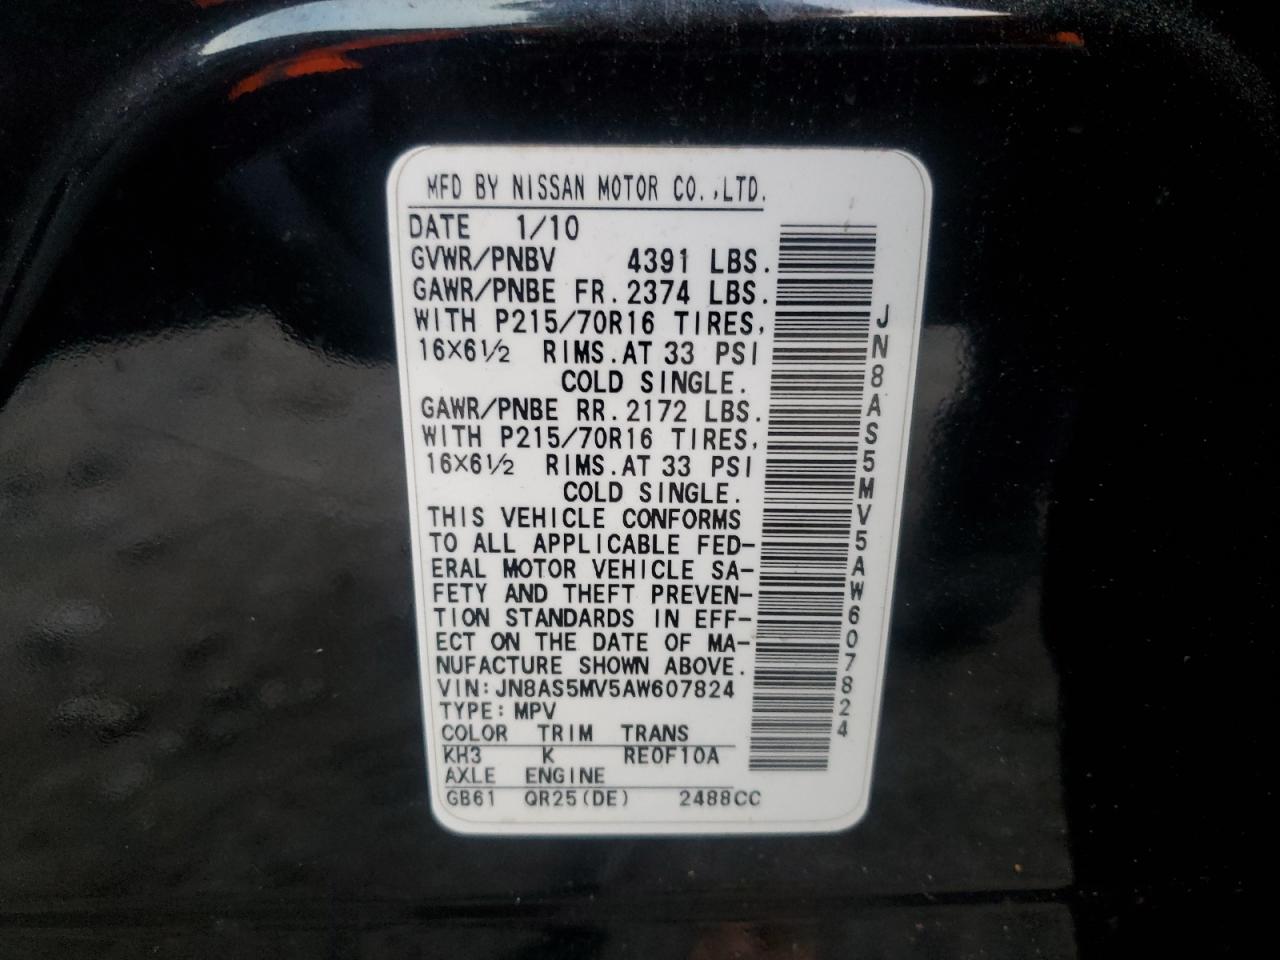 MFD BY NISSAN MOTOR CO.,LTD.
DATE 1/10
GVWR/PNBV 4391 LBS.
GAWR/PNBE FR.2374 LBS.
WITH P215/70R16 TIRES,
16X6½ RIMS.AT 33 PSI
COLD SINGLE.
GAWR/PNBE RR.2172 LBS.
WITH P215/70R16 TIRES,
16X6½ RIMS.AT 33 PSI
COLD SINGLE.
THIS VEHICLE CONFORMS
TO ALL APPLICABLE FED-
ERAL MOTOR VEHICLE SA-
FETY AND THEFT PREVEN-
TION STANDARDS IN EFF-
ECT ON THE DATE OF MA-
NUFACTURE SHOWN ABOVE.
VIN:JN8AS5MV5AW607824
TYPE:MPV
COLOR TRIM TRANS
KH3 K RE0F10A
AXLE ENGINE
GB61 QR25(DE) 2488CC
JN8AS5MV5AW607824